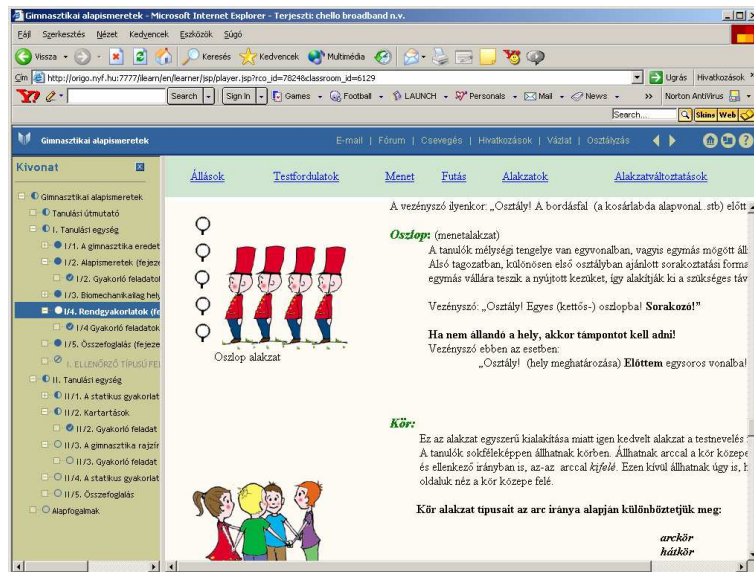 Gimnasztikai alapismeretek - Microsoft Internet Explorer - Terjeszti: chello broadband n.v.
Fájl Szerkesztés Nézet Kedvencek Eszközök Súgó
Vissza Keresés Kedvencek Multimédia
Cím http://origo.nyf.hu:7777/ilearn/en/learner/jsp/player.jsp?rco_id=7824&classroom_id=6129 Ugrás Hivatkozások
Search Sign In Games Football LAUNCH Personals Mail News Norton AntiVirus
Search... Skins Web
Gimnasztikai alapismeretek E-mail | Fórum | Csevegés | Hivatkozások | Vázlat | Osztályzás
Kivonat
Gimnasztikai alapismeretek
Tanulási útmutató
I. Tanulási egység
I/1. A gimnasztika eredet
I/2. Alapismeretek (fejeze
I/2. Gyakorló feladatol
I/3. Biomechanikailag hely
I/4. Rendgyakorlatok (fe
I/4 Gyakorló feladatok
I/5. Összefoglalás (fejeze
I. ELLENŐRZŐ TÍPUSÚ FEL
II. Tanulási egység
II/1. A statikus gyakorlat
II/2. Kartartások
II/2. Gyakorló feladat
II/3. A gimnasztika rajzír
II/3. Gyakorló feladat
II/4. A statikus gyakorlat
II/5. Összefoglalás
Alapfogalmak
Állások Testfordulatok Menet Futás Alakzatok Alakzatváltoztatások
A vezényszó ilyenkor: „Osztály! A bordásfal (a kosárlabda alapvonal..stb) előtt
Oszlop: (menetalakzat)
A tanulók mélységi tengelye van egyvonalban, vagyis egymás mögött áll
Alsó tagozatban, különösen első osztályban ajánlott sorakoztatási forma
egymás vállára teszik a nyújtott kezüket, így alakítják ki a szükséges táv
Vezényszó: „Osztály! Egyes (kettős-) oszlopba! Sorakozó!”
Ha nem állandó a hely, akkor támpontot kell adni!
Vezényszó ebben az esetben:
„Osztály! (hely meghatározása) Előttem egysoros vonalba!
Oszlop alakzat
Kör:
Ez az alakzat egyszerű kialakítása miatt igen kedvelt alakzat a testnevelés
A tanulók sokféleképpen állhatnak körben. Állhatnak arccal a kör közepe
és ellenkező irányban is, az-az arccal kifelé. Ezen kívül állhatnak úgy is, h
oldaluk néz a kör közepe felé.
Kör alakzat típusait az arc iránya alapján különböztetjük meg:
arckör
hátkör